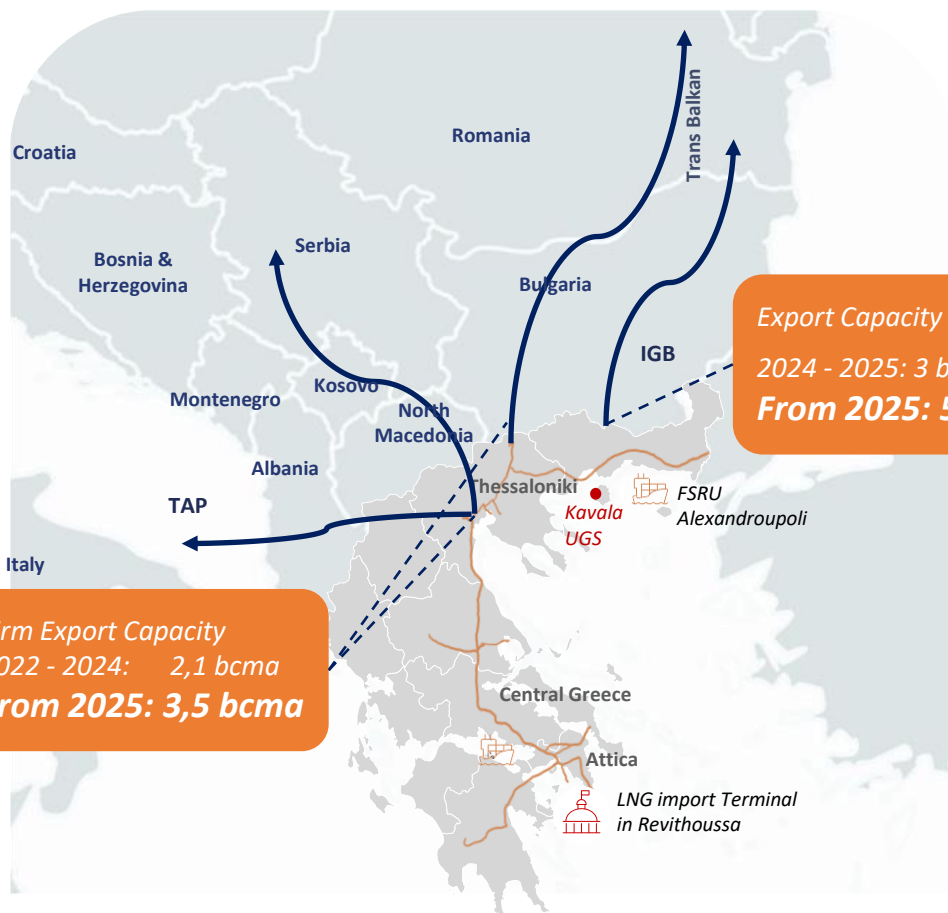 Trans Balkan
Romania
Croatia
Serbia
Bosnia &
Herzegovina
Bulgaria
Export Capacity
2024 - 2025: 3 b
From 2025: 5
IGB
Kosovo
Montenegro
North
Macedonia
Albania
Thessaloniki
TAP
Kavala
UGS
FSRU
Alexandroupoli
Italy
rm Export Capacity
022 - 2024: 2,1 bcma
rom 2025: 3,5 bcma
Central Greece
Attica
LNG import Terminal
in Revithoussa